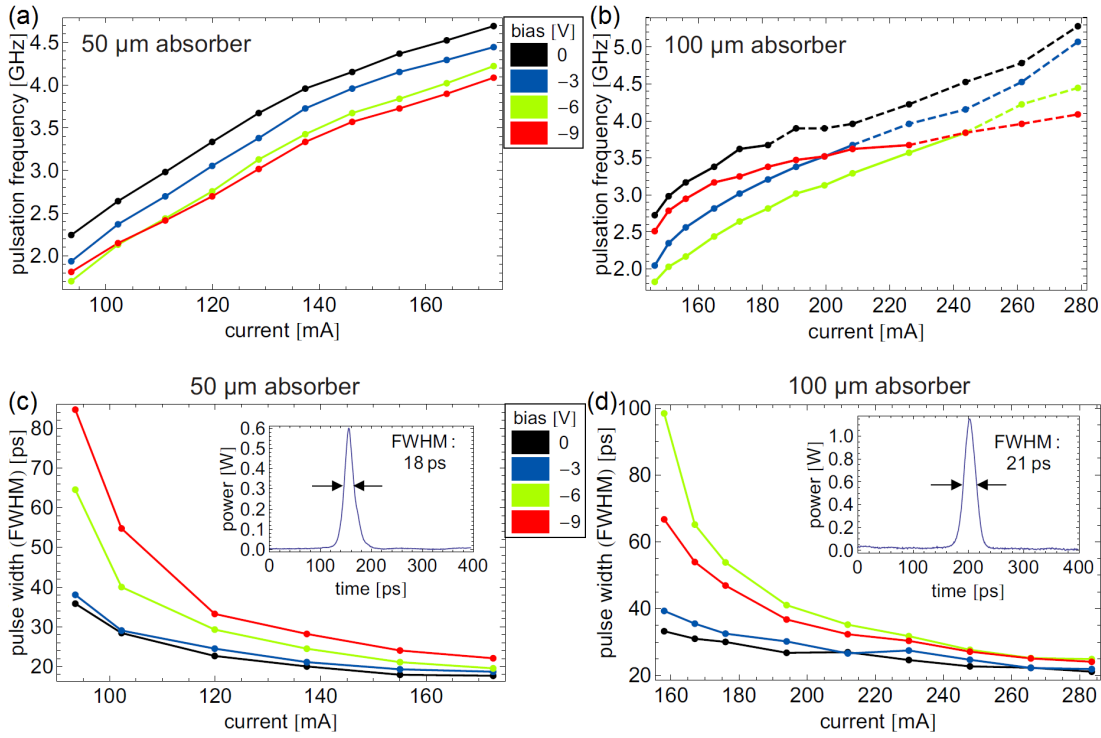 (a)
50 µm absorber
pulsation frequency [GHz]
4.5
4.0
3.5
3.0
2.5
2.0
100 120 140 160
current [mA]
bias [V]
0
−3
−6
−9
(b)
100 µm absorber
pulsation frequency [GHz]
5.0
4.5
4.0
3.5
3.0
2.5
2.0
160 180 200 220 240 260 280
current [mA]
(c)
50 µm absorber
pulse width (FWHM) [ps]
80
70
60
50
40
30
20
100 120 140 160
current [mA]
power [W]
0.6
0.5
0.4
0.3
0.2
0.1
0.0
0 100 200 300 400
time [ps]
FWHM :
18 ps
bias [V]
0
−3
−6
−9
(d)
100 µm absorber
pulse width (FWHM) [ps]
100
80
60
40
20
160 180 200 220 240 260 280
current [mA]
power [W]
1.0
0.8
0.6
0.4
0.2
0.0
0 100 200 300 400
time [ps]
FWHM :
21 ps